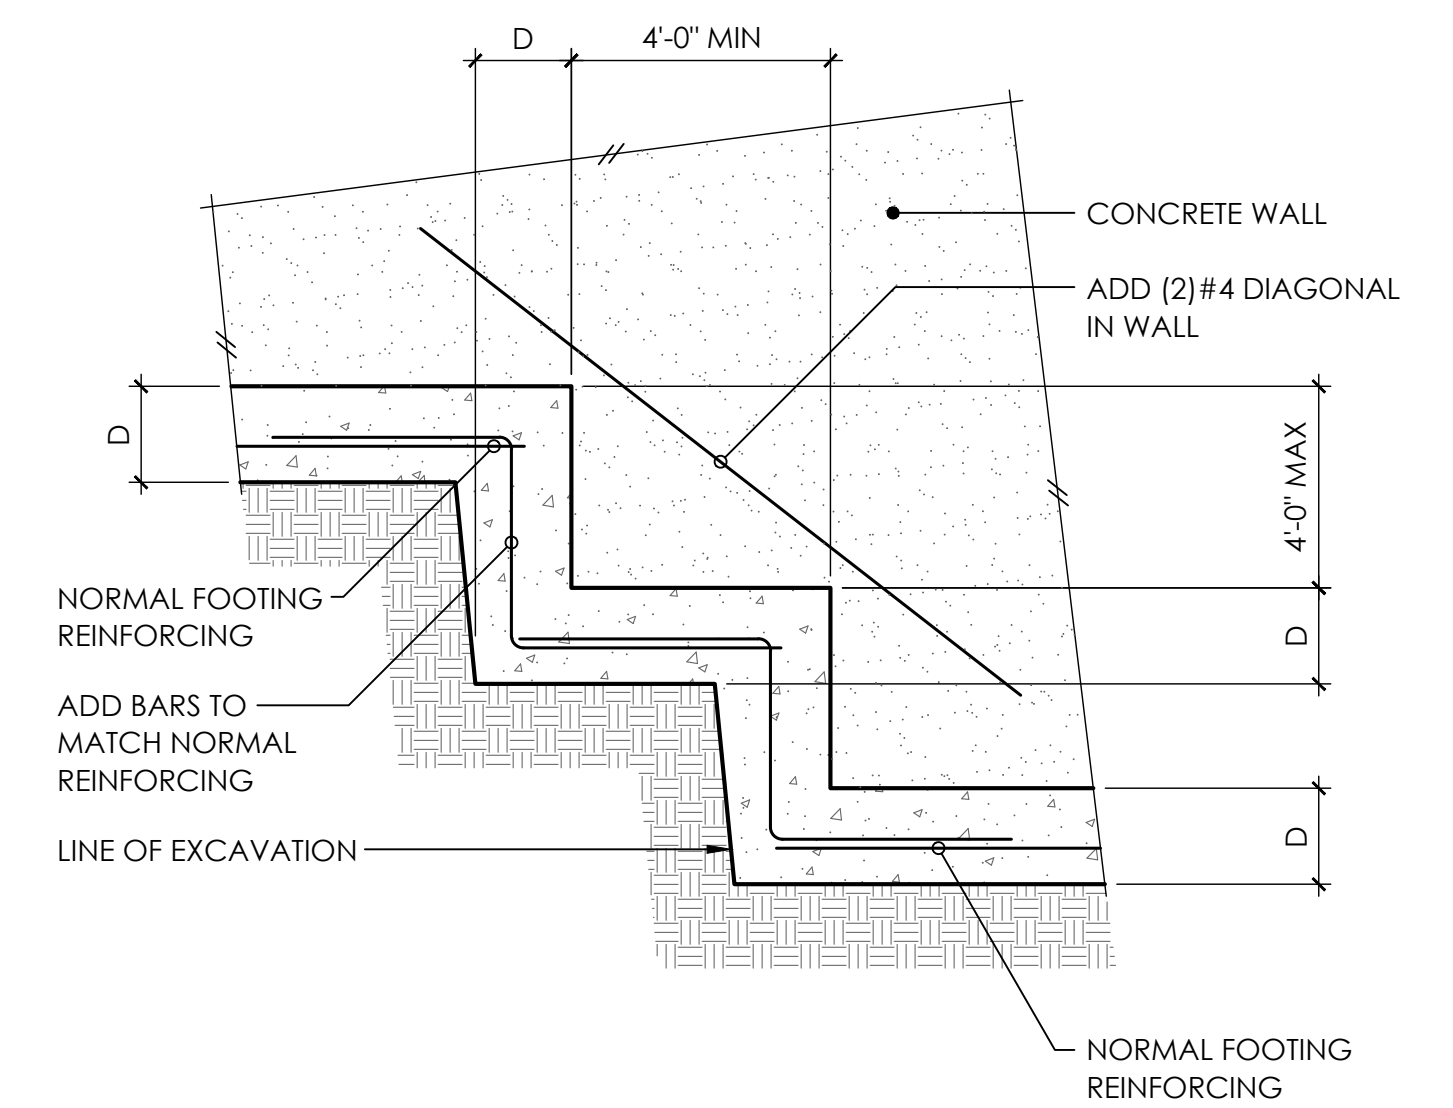 D
4'-0" MIN
CONCRETE WALL
ADD (2)#4 DIAGONAL
IN WALL
D
4'-0" MAX
NORMAL FOOTING
REINFORCING
D
ADD BARS TO
MATCH NORMAL
REINFORCING
LINE OF EXCAVATION
D
NORMAL FOOTING
REINFORCING